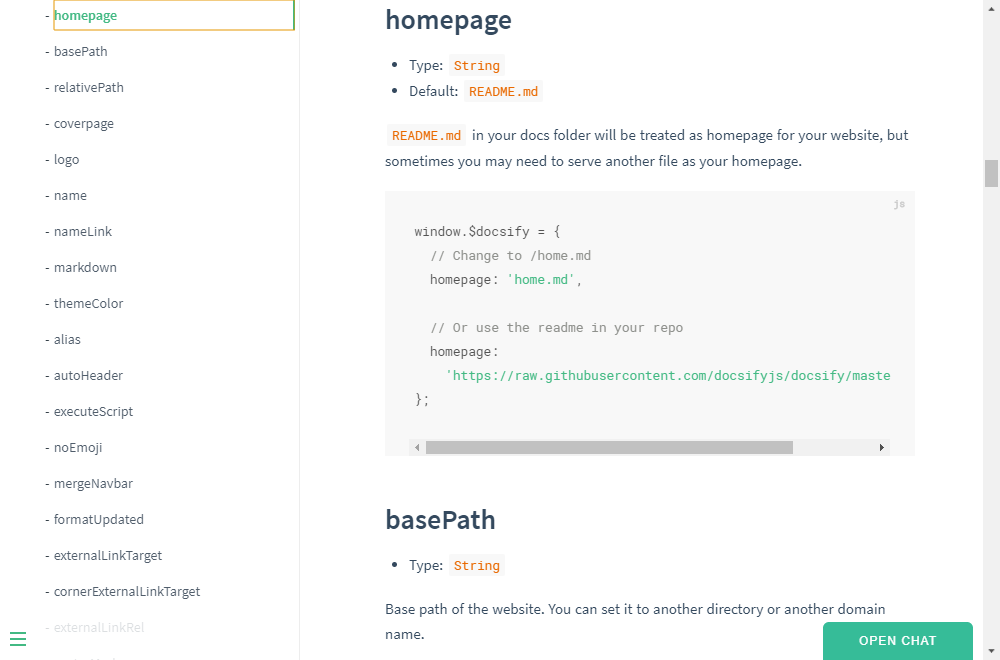 - homepage
- basePath
- relativePath
- coverpage
- logo
- name
- nameLink
- markdown
- themeColor
- alias
- autoHeader
- executeScript
- noEmoji
- mergeNavbar
- formatUpdated
- externalLinkTarget
- cornerExternalLinkTarget
- externalLinkRel
homepage
• Type: String
• Default: README.md
README.md in your docs folder will be treated as homepage for your website, but
sometimes you may need to serve another file as your homepage.
js
window.$docsify = {
  // Change to /home.md
  homepage: 'home.md',
  // Or use the readme in your repo
  homepage:
    'https://raw.githubusercontent.com/docsifyjs/docsify/maste
};
basePath
• Type: String
Base path of the website. You can set it to another directory or another domain
name.
OPEN CHAT